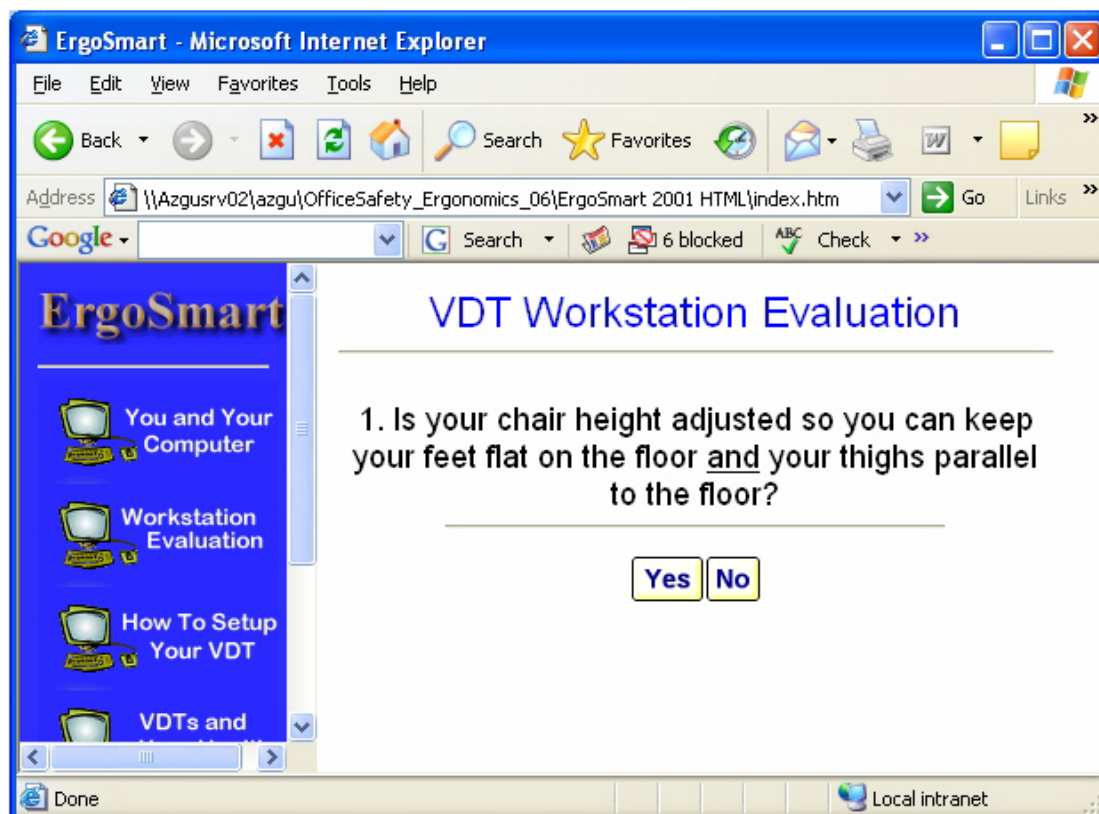 ErgoSmart - Microsoft Internet Explorer
File Edit View Favorites Tools Help
Back Search Favorites W
Address \\Azgusrv02\azgu\OfficeSafety_Ergonomics_06\ErgoSmart 2001 HTML\index.htm Go Links
Google G Search 6 blocked ABC Check
ErgoSmart
You and Your
Computer
Workstation
Evaluation
How To Setup
Your VDT
VDTs and
VDT Workstation Evaluation
1. Is your chair height adjusted so you can keep
your feet flat on the floor and your thighs parallel
to the floor?
Yes No
Done Local intranet